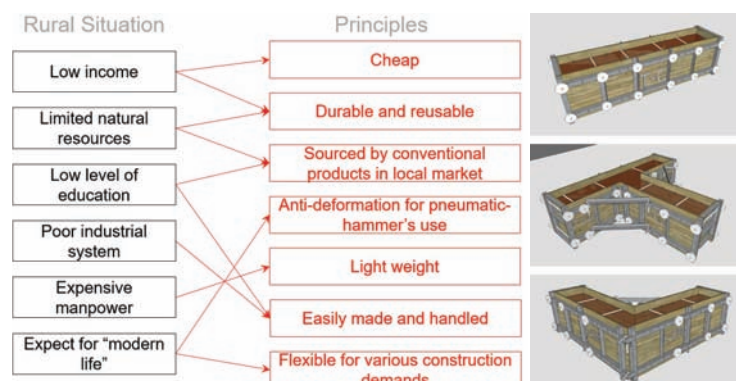 Rural Situation
Principles
Low income
Limited natural
resources
Low level of
education
Poor industrial
system
Expensive
manpower
Expect for “modern
life”
Cheap
Durable and reusable
Sourced by conventional
products in local market
Anti-deformation for pneumatic-
hammer’s use
Light weight
Easily made and handled
Flexible for various construction
demands